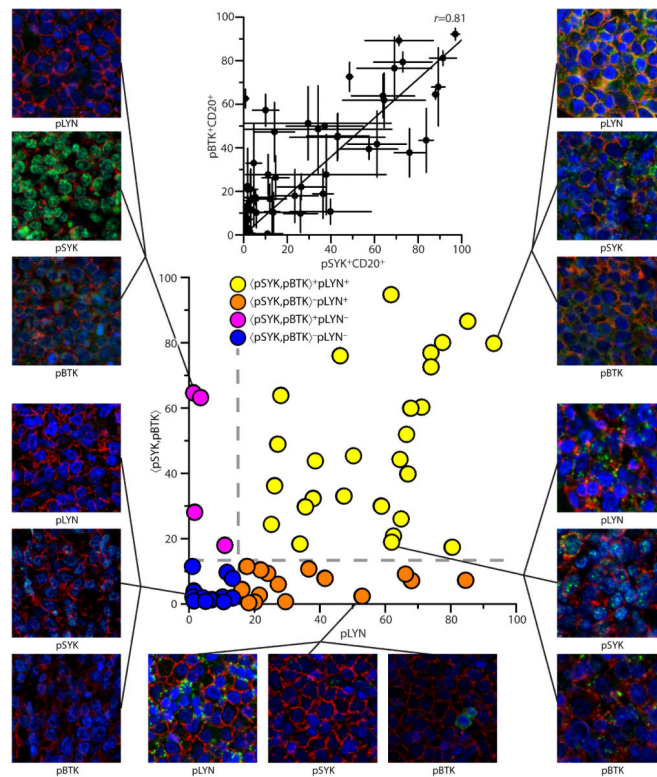 r=0.81
100
80
60
40
20
0
pBTK⁺CD20⁺
0 20 40 60 80 100
pSYK⁺CD20⁺
pLYN
pSYK
pBTK
pLYN
pSYK
pBTK
⟨pSYK,pBTK⟩⁺pLYN⁺
⟨pSYK,pBTK⟩⁻pLYN⁺
⟨pSYK,pBTK⟩⁺pLYN⁻
⟨pSYK,pBTK⟩⁻pLYN⁻
100
80
60
40
20
0
⟨pSYK,pBTK⟩
0 20 40 60 80 100
pLYN
pLYN
pSYK
pBTK
pLYN
pSYK
pBTK
pLYN
pSYK
pBTK